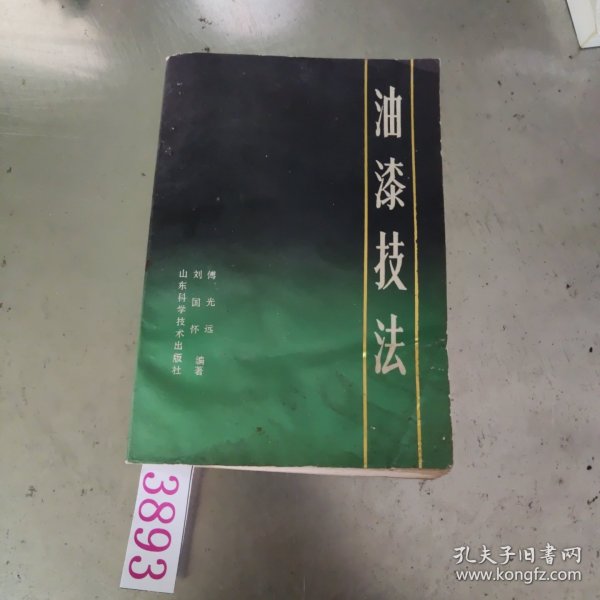 油漆技法
傅光远
刘国怀 编著
山东科学技术出版社
3893
孔夫子旧书网
www.kongfz.com